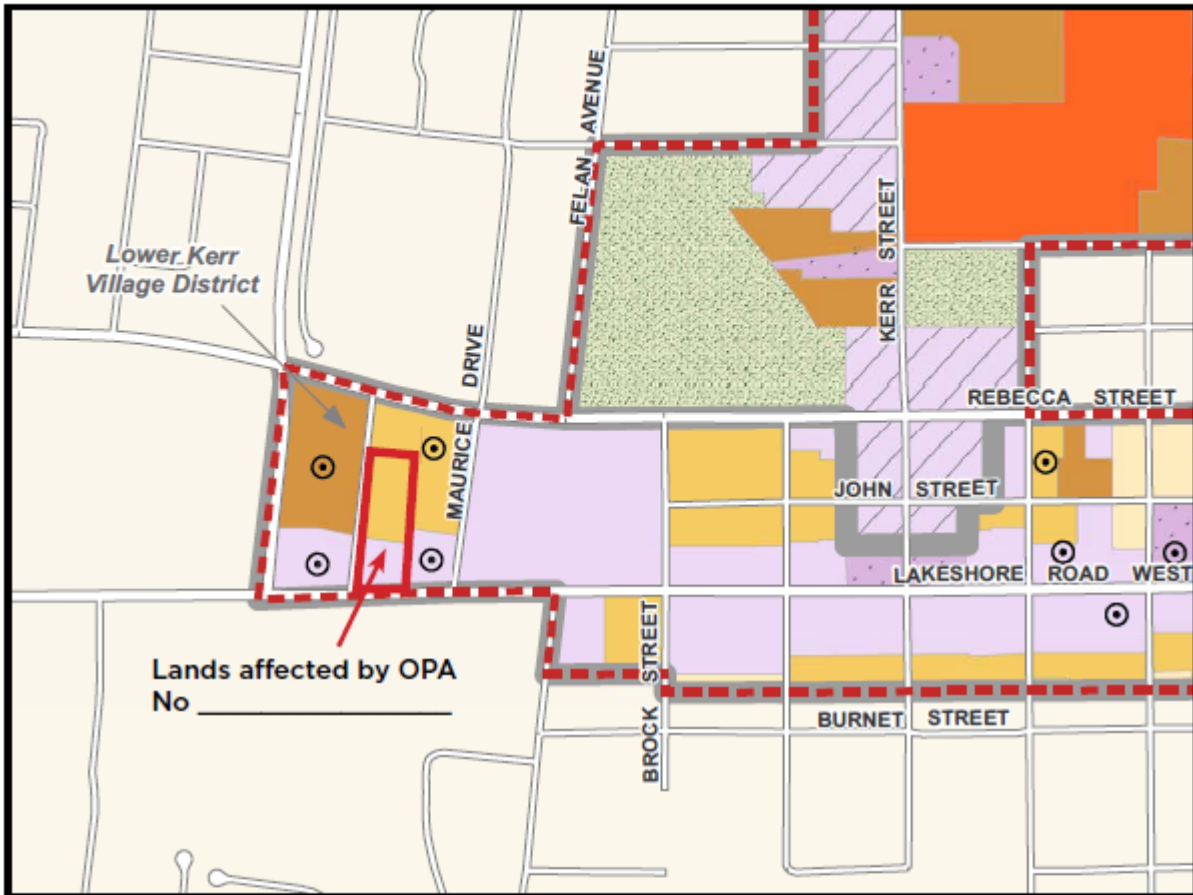 FELAN AVENUE
KERR STREET
Lower Kerr
Village District
MAURICE DRIVE
REBECCA STREET
JOHN STREET
LAKESHORE ROAD WEST
Lands affected by OPA
No _________________
BROCK STREET
BURNET STREET